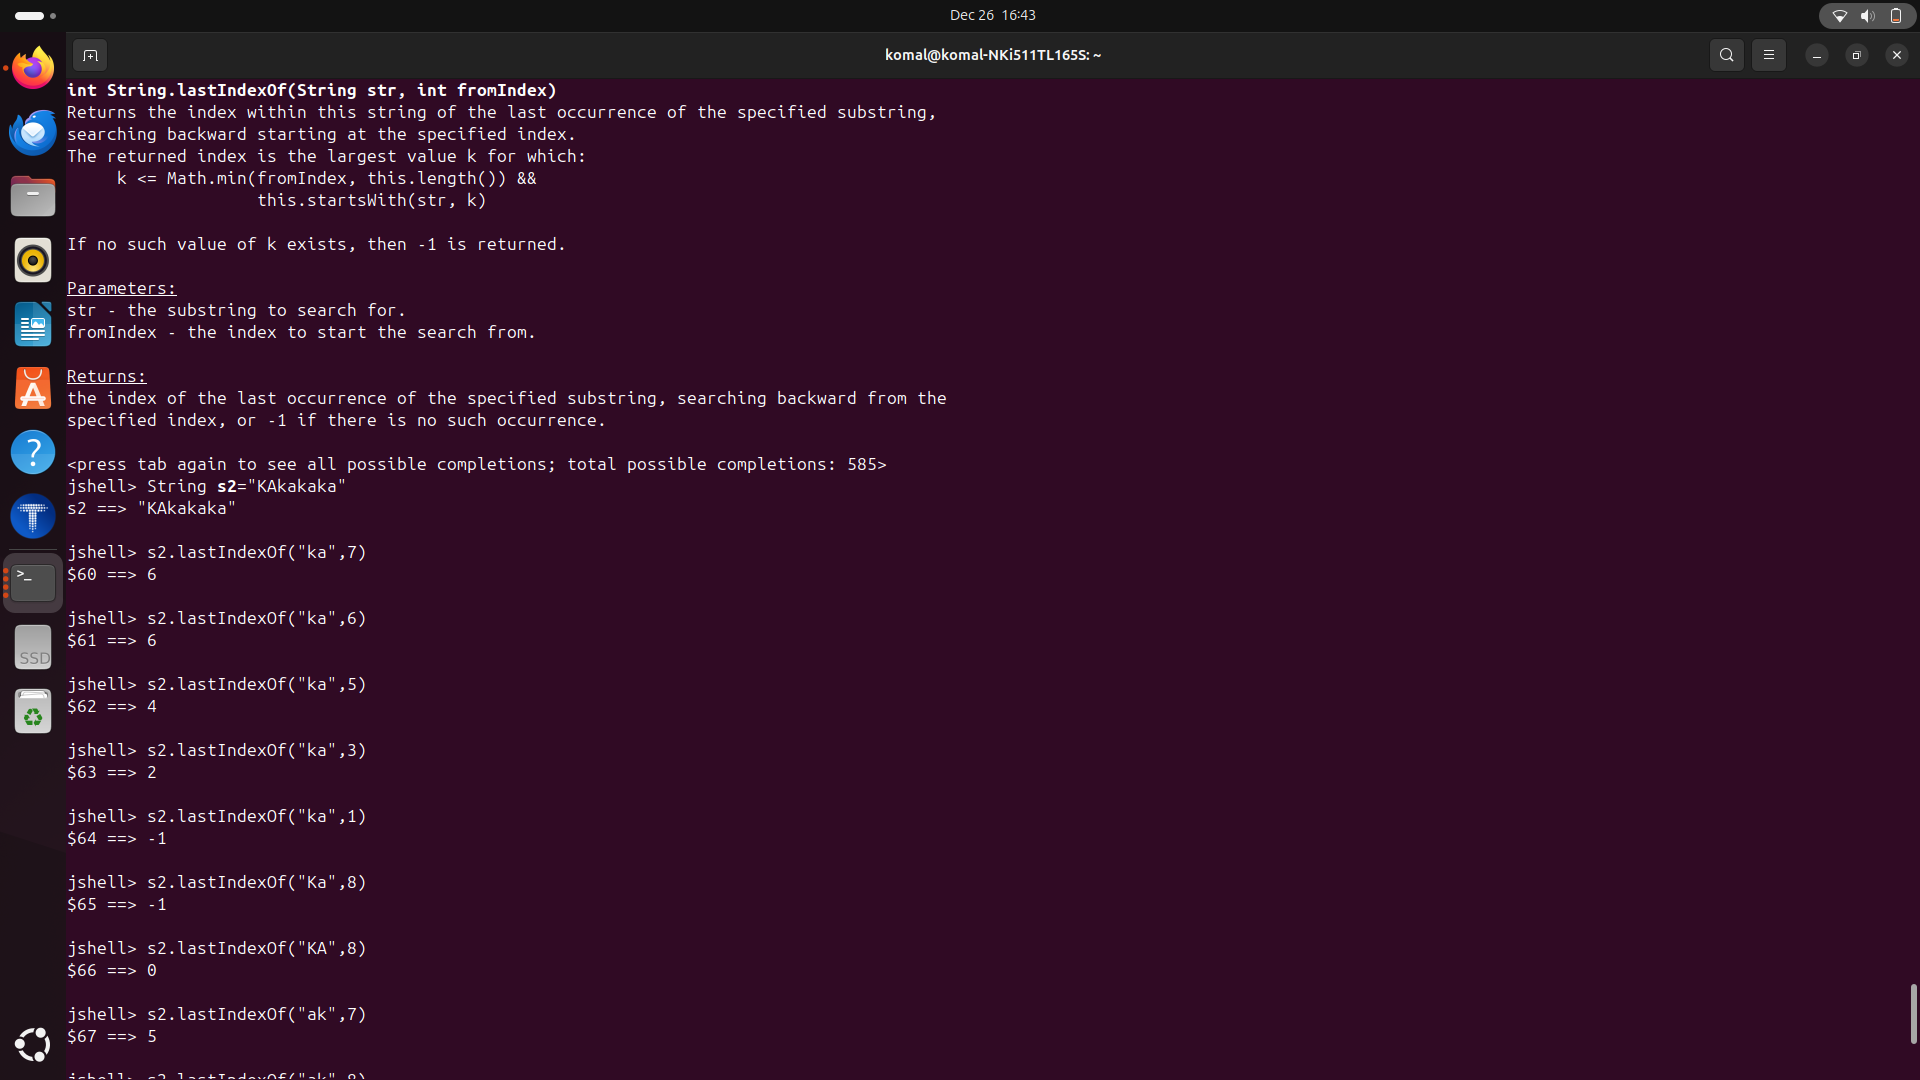 Dec 26 16:43
komal@komal-NKi511TL165S: ~
int String.lastIndexOf(String str, int fromIndex)
Returns the index within this string of the last occurrence of the specified substring,
searching backward starting at the specified index.
The returned index is the largest value k for which:
     k <= Math.min(fromIndex, this.length()) &&
                   this.startsWith(str, k)
If no such value of k exists, then -1 is returned.
Parameters:
str - the substring to search for.
fromIndex - the index to start the search from.
Returns:
the index of the last occurrence of the specified substring, searching backward from the
specified index, or -1 if there is no such occurrence.
<press tab again to see all possible completions; total possible completions: 585>
jshell> String s2="KAkakaka"
s2 ==> "KAkakaka"
jshell> s2.lastIndexOf("ka",7)
$60 ==> 6
jshell> s2.lastIndexOf("ka",6)
$61 ==> 6
jshell> s2.lastIndexOf("ka",5)
$62 ==> 4
jshell> s2.lastIndexOf("ka",3)
$63 ==> 2
jshell> s2.lastIndexOf("ka",1)
$64 ==> -1
jshell> s2.lastIndexOf("Ka",8)
$65 ==> -1
jshell> s2.lastIndexOf("KA",8)
$66 ==> 0
jshell> s2.lastIndexOf("ak",7)
$67 ==> 5
jshell> s2.lastIndexOf("ak",8)
SSD